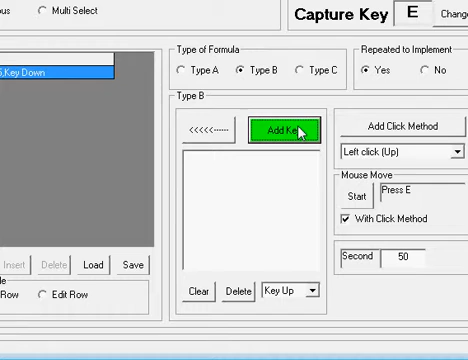 Multi Select
Capture Key
E
Type of Formula
Type A
Type B
Type C
Repeated to Implement
Yes
No
Key Down
Type B
<<<<<------
Add Key
Add Click Method
Left click (Up)
Mouse Move
Start
Press E
With Click Method
Second
50
Insert
Delete
Load
Save
Row
Edit Row
Clear
Delete
Key Up